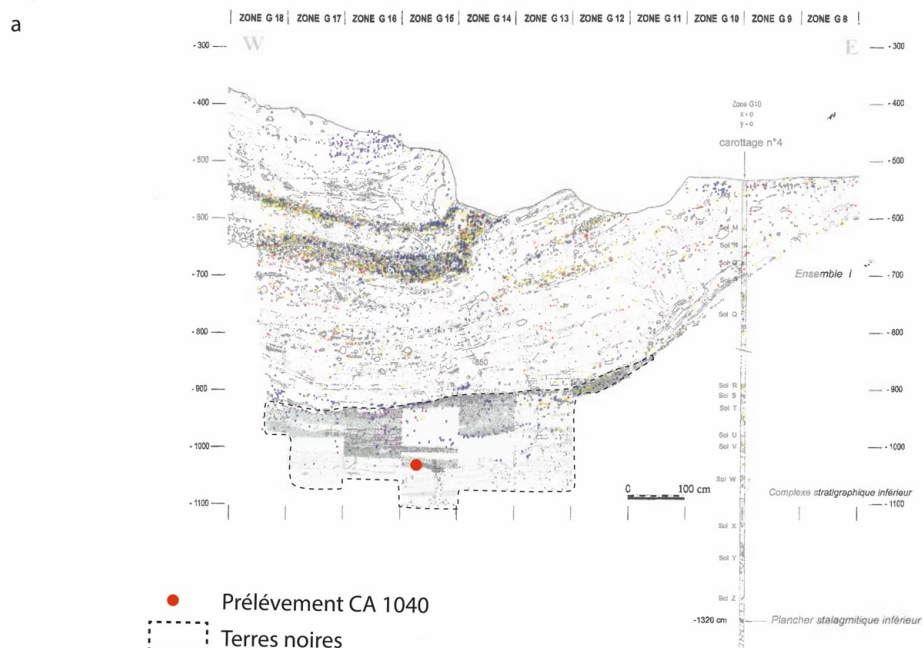 a
ZONE G 18 ZONE G 17 ZONE G 16 ZONE G 15 ZONE G 14 ZONE G 13 ZONE G 12 ZONE G 11 ZONE G 10 ZONE G 9 ZONE G 8
W E
- 300 - 300
- 400 - 400
Zone G10
x = o
y = o
carottage n°4
- 500 - 500
Sol L
- 600 - 600
Sol M
Sol N
- 700 - 700
Ensemble I
Sol Q
- 800 - 800
Sol R
- 900 - 900
Sol S
Sol T
Sol U
- 1000 - 1000
Sol V
Sol W
0 100 cm
Complexe stratigraphique inférieur
- 1100 - 1100
Sol X
Sol Y
Sol Z
-1320 cm Plancher stalagmitique inférieur
Prélévement CA 1040
Terres noires